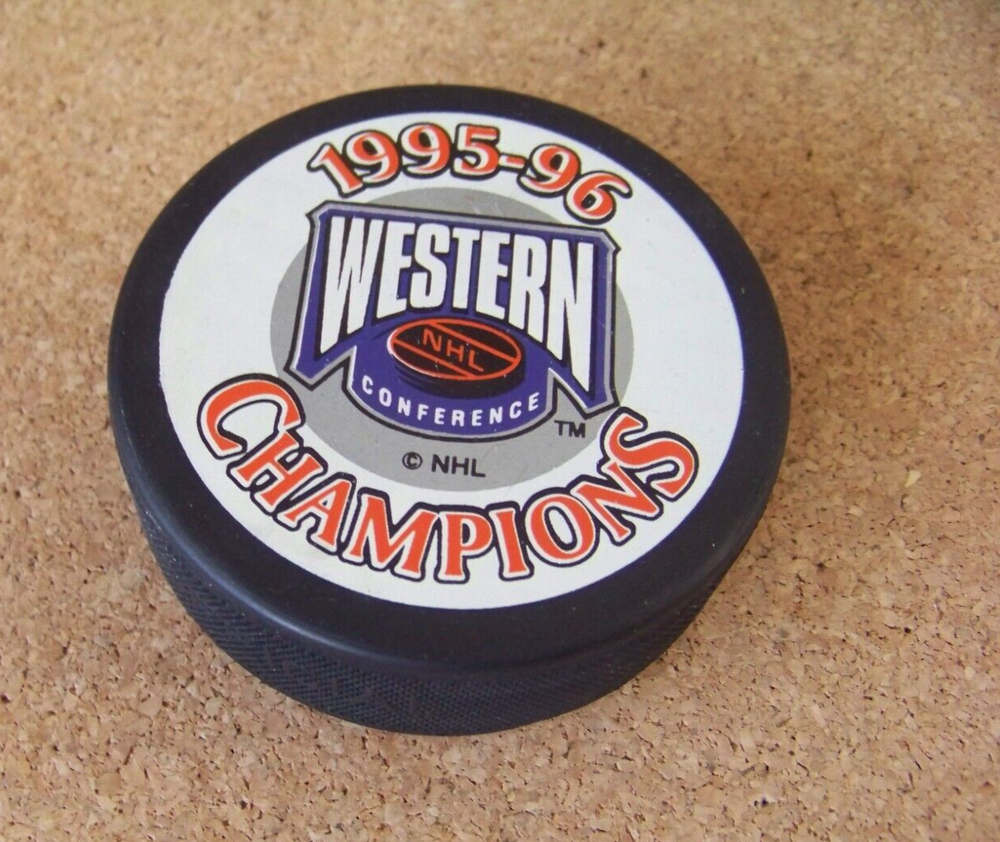 1995-96
WESTERN
NHL
CONFERENCE
TM
© NHL
CHAMPIONS